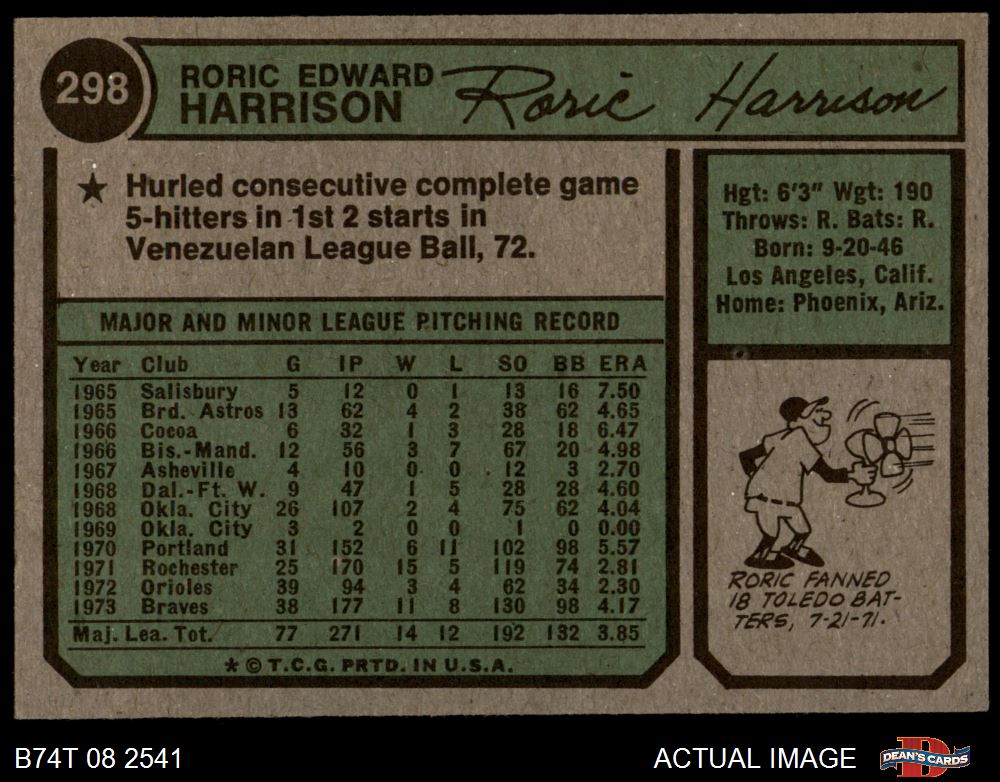 298
RORIC EDWARD
HARRISON
Roric Harrison
★ Hurled consecutive complete game
5-hitters in 1st 2 starts in
Venezuelan League Ball, 72.
MAJOR AND MINOR LEAGUE PITCHING RECORD
Year Club G IP W L SO BB ERA
1965 Salisbury 5 12 0 1 13 16 7.50
1965 Brd. Astros 13 62 4 2 38 62 4.65
1966 Cocoa 6 32 1 3 28 18 6.47
1966 Bis.-Mand. 12 56 3 7 67 20 4.98
1967 Asheville 4 10 0 0 12 3 2.70
1968 Dal.-Ft. W. 9 47 1 5 28 28 4.60
1968 Okla. City 26 107 2 4 75 62 4.04
1969 Okla. City 3 2 0 0 1 0 0.00
1970 Portland 31 152 6 11 102 98 5.57
1971 Rochester 25 170 15 5 119 74 2.81
1972 Orioles 39 94 3 4 62 34 2.30
1973 Braves 38 177 11 8 130 98 4.17
Maj. Lea. Tot. 77 271 14 12 192 132 3.85
* © T.C.G. PRTD. IN U.S.A.
Hgt: 6'3" Wgt: 190
Throws: R. Bats: R.
Born: 9-20-46
Los Angeles, Calif.
Home: Phoenix, Ariz.
RORIC FANNED
18 TOLEDO BAT-
TERS, 7-21-71.
B74T 08 2541
ACTUAL IMAGE
DEAN'S CARDS